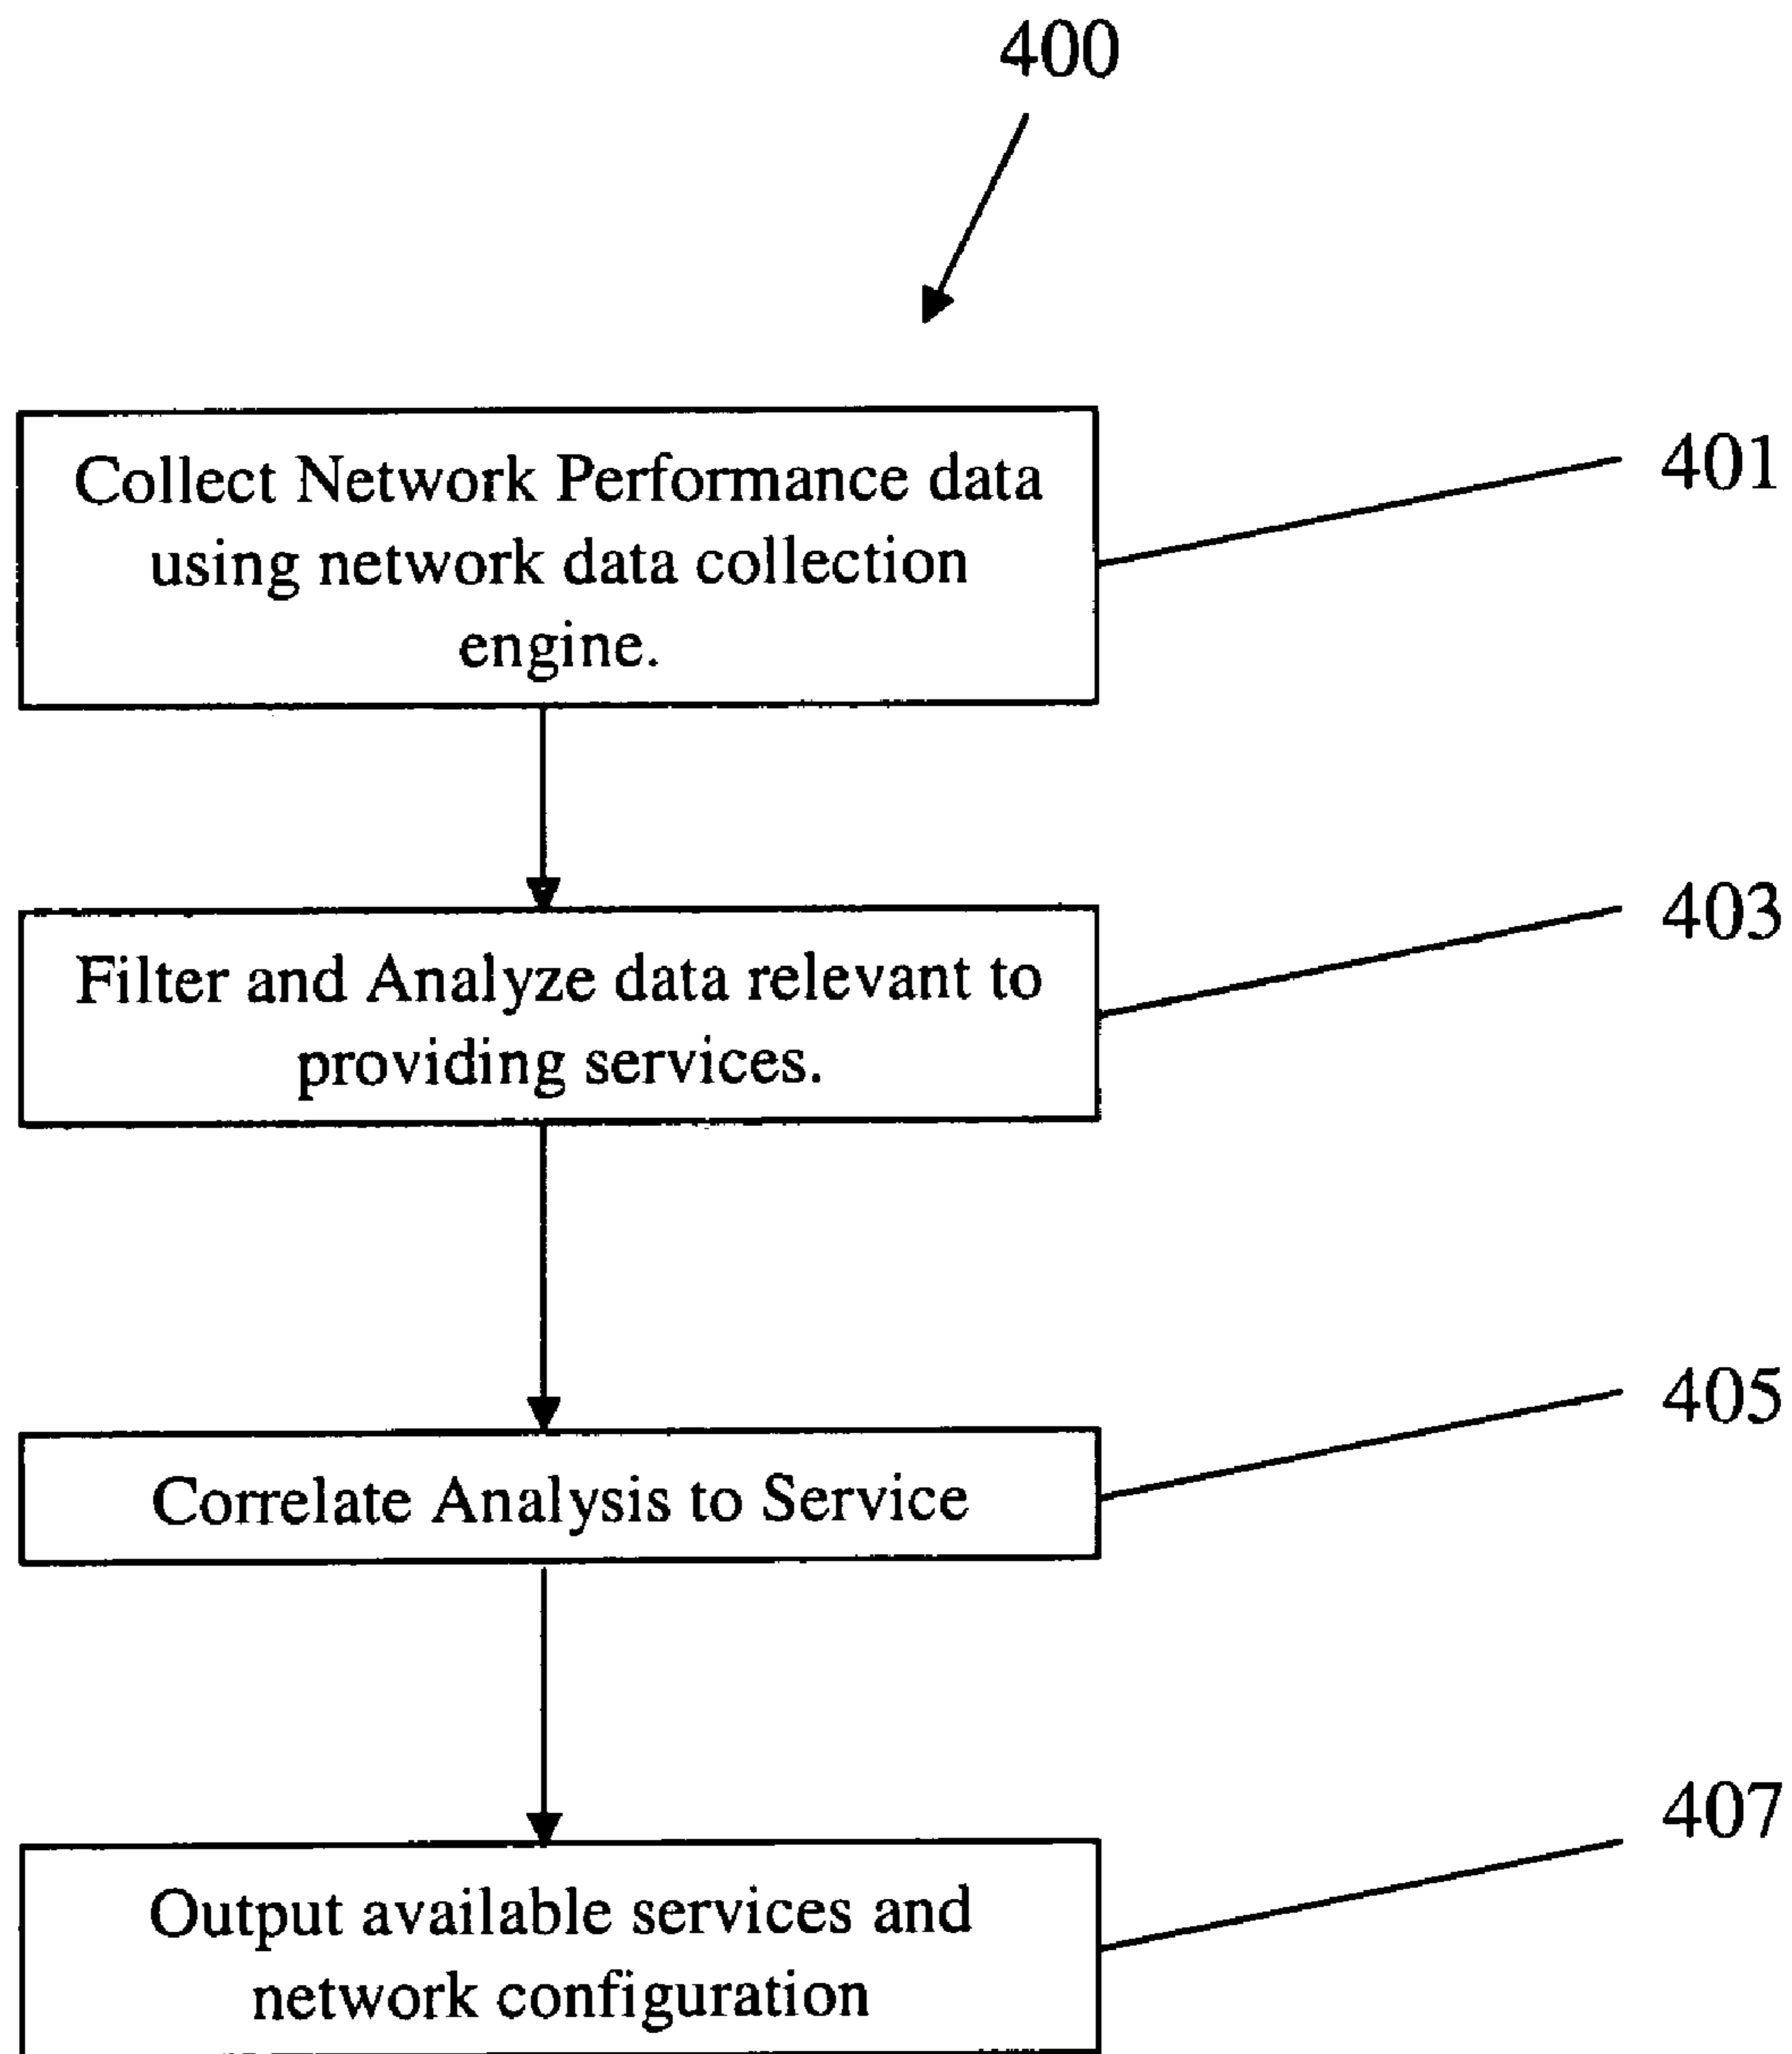 400
Collect Network Performance data
using network data collection
engine.
401
Filter and Analyze data relevant to
providing services.
403
Correlate Analysis to Service
405
Output available services and
network configuration
407